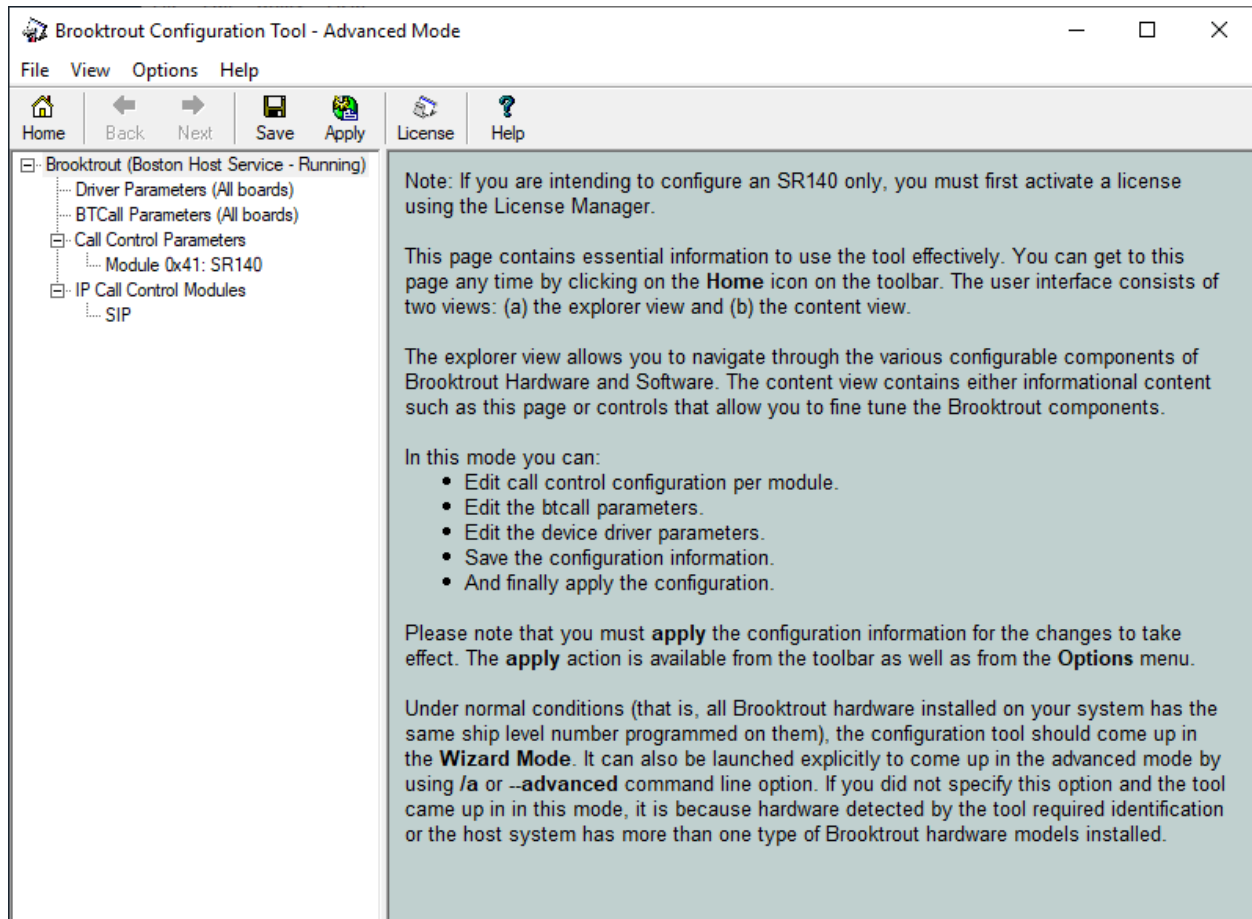 Brooktrout Configuration Tool - Advanced Mode
File View Options Help
Home Back Next Save Apply License Help
Brooktrout (Boston Host Service - Running)
Driver Parameters (All boards)
BTCall Parameters (All boards)
Call Control Parameters
Module 0x41: SR140
IP Call Control Modules
SIP
Note: If you are intending to configure an SR140 only, you must first activate a license
using the License Manager.
This page contains essential information to use the tool effectively. You can get to this
page any time by clicking on the Home icon on the toolbar. The user interface consists of
two views: (a) the explorer view and (b) the content view.
The explorer view allows you to navigate through the various configurable components of
Brooktrout Hardware and Software. The content view contains either informational content
such as this page or controls that allow you to fine tune the Brooktrout components.
In this mode you can:
• Edit call control configuration per module.
• Edit the btcall parameters.
• Edit the device driver parameters.
• Save the configuration information.
• And finally apply the configuration.
Please note that you must apply the configuration information for the changes to take
effect. The apply action is available from the toolbar as well as from the Options menu.
Under normal conditions (that is, all Brooktrout hardware installed on your system has the
same ship level number programmed on them), the configuration tool should come up in
the Wizard Mode. It can also be launched explicitly to come up in the advanced mode by
using /a or --advanced command line option. If you did not specify this option and the tool
came up in in this mode, it is because hardware detected by the tool required identification
or the host system has more than one type of Brooktrout hardware models installed.